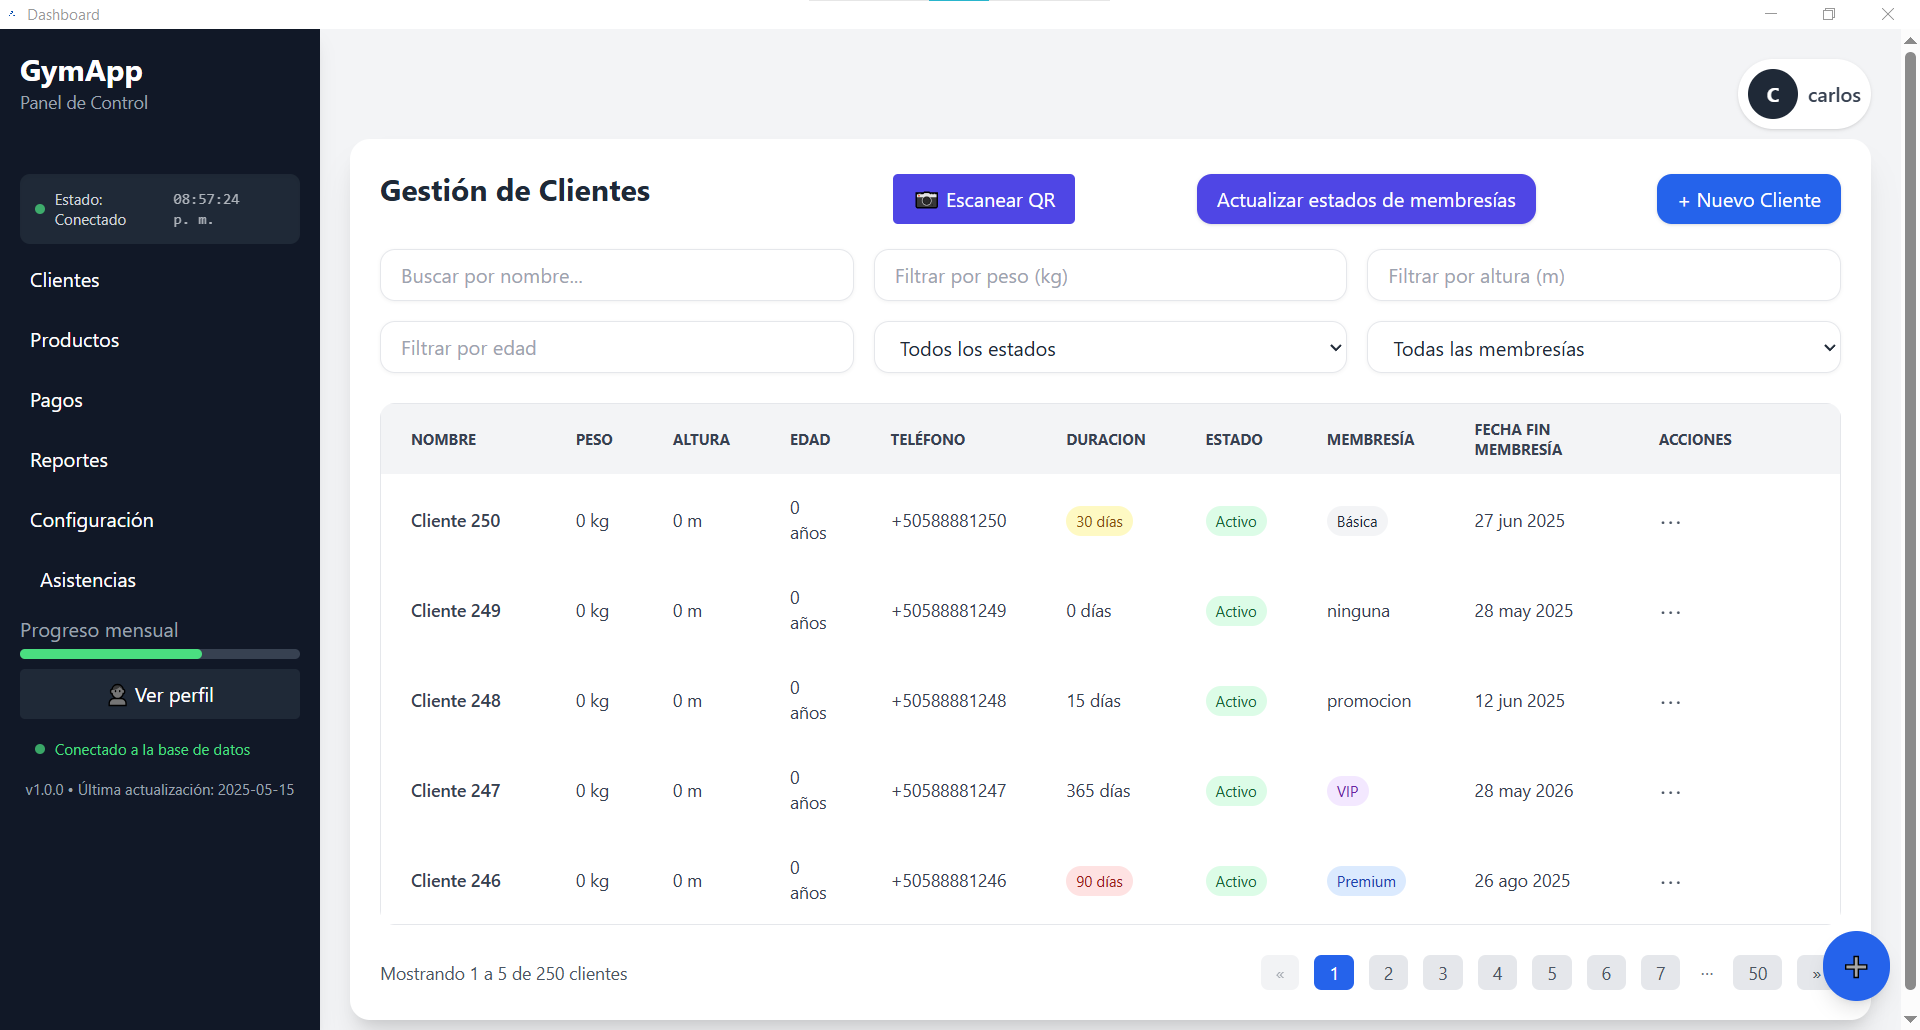 Dashboard
GymApp
Panel de Control
Estado:
Conectado
08:57:24
p. m.
Clientes
Productos
Pagos
Reportes
Configuración
Asistencias
Progreso mensual
Ver perfil
Conectado a la base de datos
v1.0.0 • Última actualización: 2025-05-15
C carlos
Gestión de Clientes
Escanear QR
Actualizar estados de membresías
+ Nuevo Cliente
Buscar por nombre...
Filtrar por peso (kg)
Filtrar por altura (m)
Filtrar por edad
Todos los estados
Todas las membresías
NOMBRE PESO ALTURA EDAD TELÉFONO DURACION ESTADO MEMBRESÍA FECHA FIN MEMBRESÍA ACCIONES
Cliente 250 0 kg 0 m 0 años +50588881250 30 días Activo Básica 27 jun 2025 ...
Cliente 249 0 kg 0 m 0 años +50588881249 0 días Activo ninguna 28 may 2025 ...
Cliente 248 0 kg 0 m 0 años +50588881248 15 días Activo promocion 12 jun 2025 ...
Cliente 247 0 kg 0 m 0 años +50588881247 365 días Activo VIP 28 may 2026 ...
Cliente 246 0 kg 0 m 0 años +50588881246 90 días Activo Premium 26 ago 2025 ...
Mostrando 1 a 5 de 250 clientes
« 1 2 3 4 5 6 7 ... 50 »
+